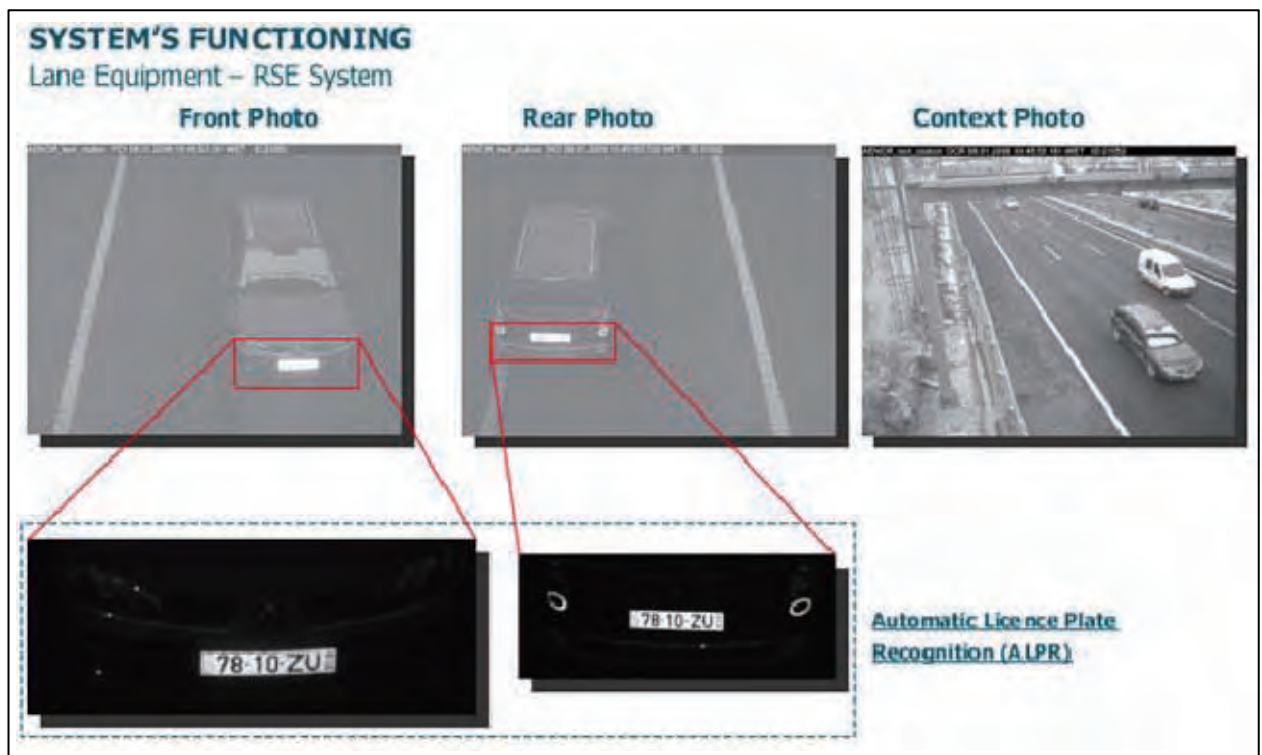 SYSTEM'S FUNCTIONING
Lane Equipment – RSE System
Front Photo
Rear Photo
Context Photo
78-10-ZU
78-10-ZU
Automatic Licence Plate
Recognition (ALPR)